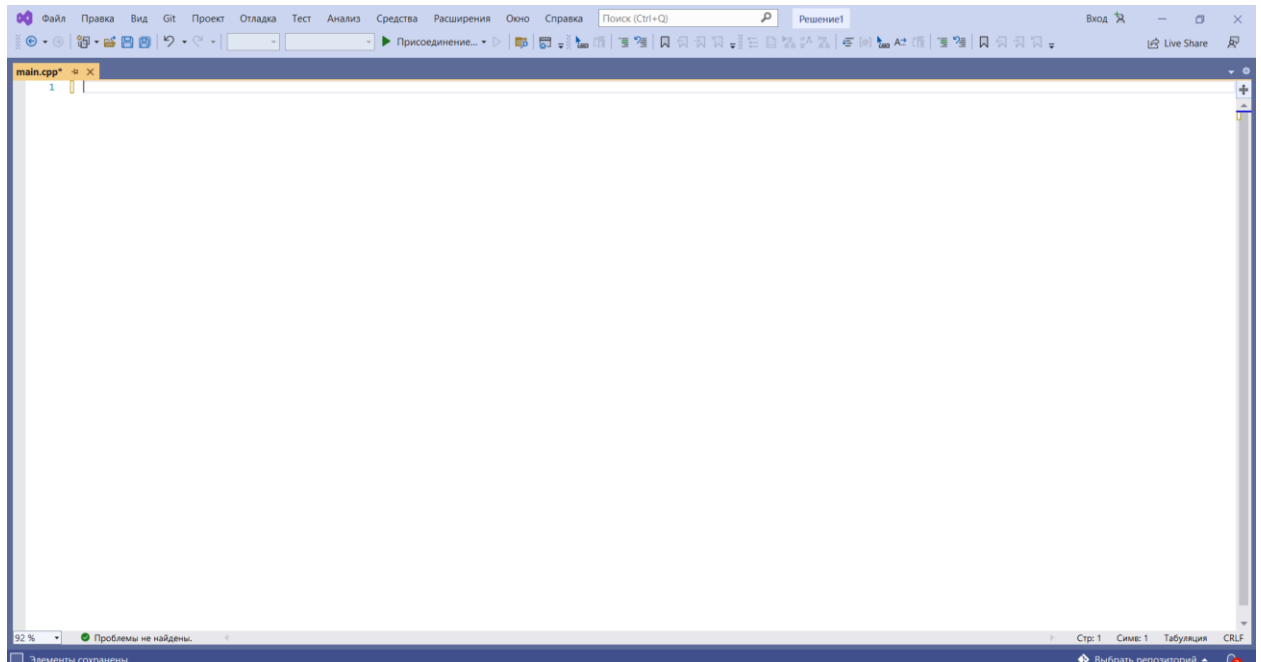 Файл Правка Вид Git Проект Отладка Тест Анализ Средства Расширения Окно Справка Поиск (Ctrl+Q) Решение1 Вход
Присоединение... Live Share
main.cpp*
1
92 % Проблемы не найдены. Стр: 1 Симв: 1 Табуляция CRLF
Элементы сохранены Выбрать репозиторий